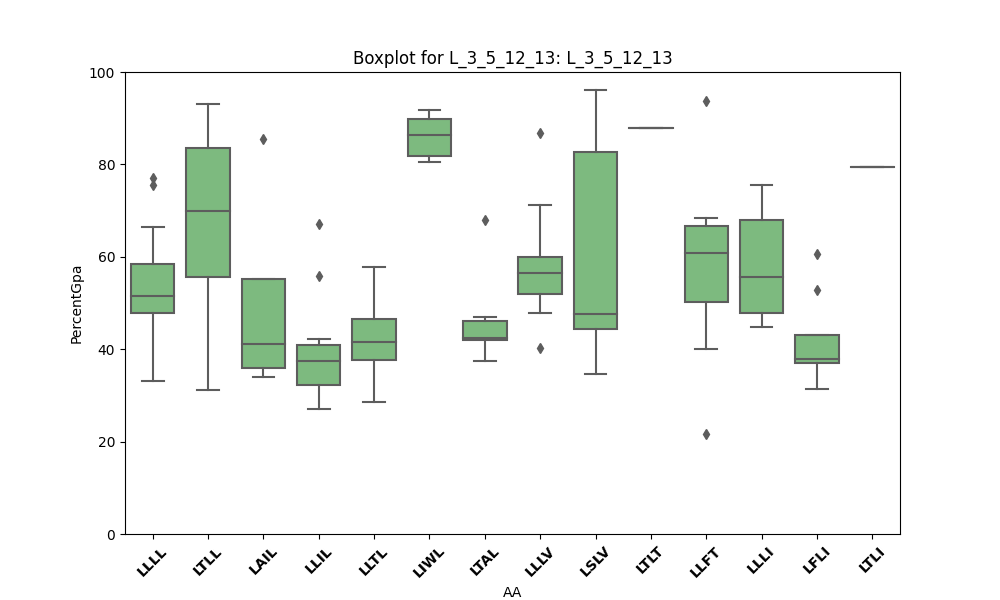 Boxplot for L_3_5_12_13: L_3_5_12_13
100
80
60
40
20
0
PercentGpa
LLLL
LTLL
LAIL
LLIL
LLTL
LIWL
LTAL
LLLV
LSLV
LTLT
LLFT
LLLI
LFLI
LTLI
AA